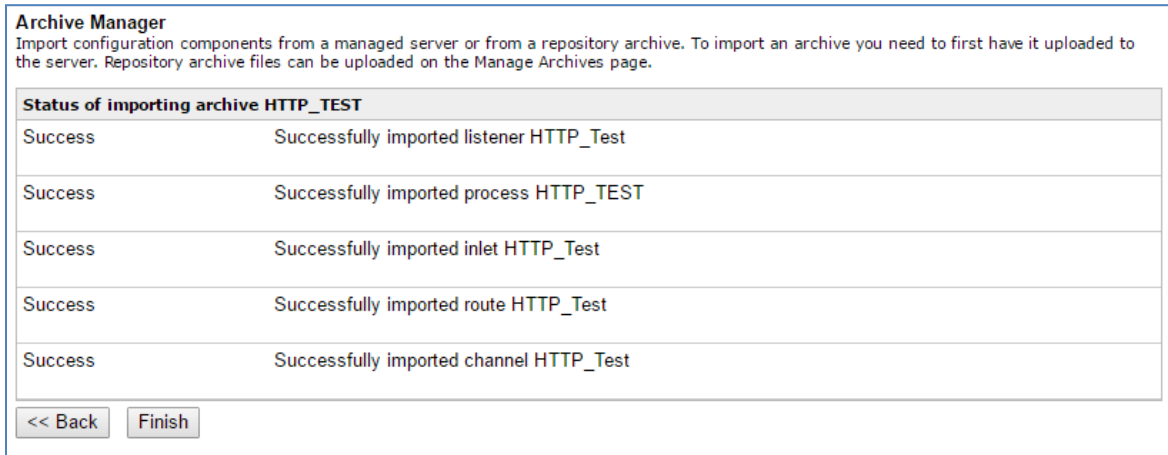 Archive Manager
Import configuration components from a managed server or from a repository archive. To import an archive you need to first have it uploaded to
the server. Repository archive files can be uploaded on the Manage Archives page.
Status of importing archive HTTP_TEST
Success Successfully imported listener HTTP_Test
Success Successfully imported process HTTP_TEST
Success Successfully imported inlet HTTP_Test
Success Successfully imported route HTTP_Test
Success Successfully imported channel HTTP_Test
<< Back Finish